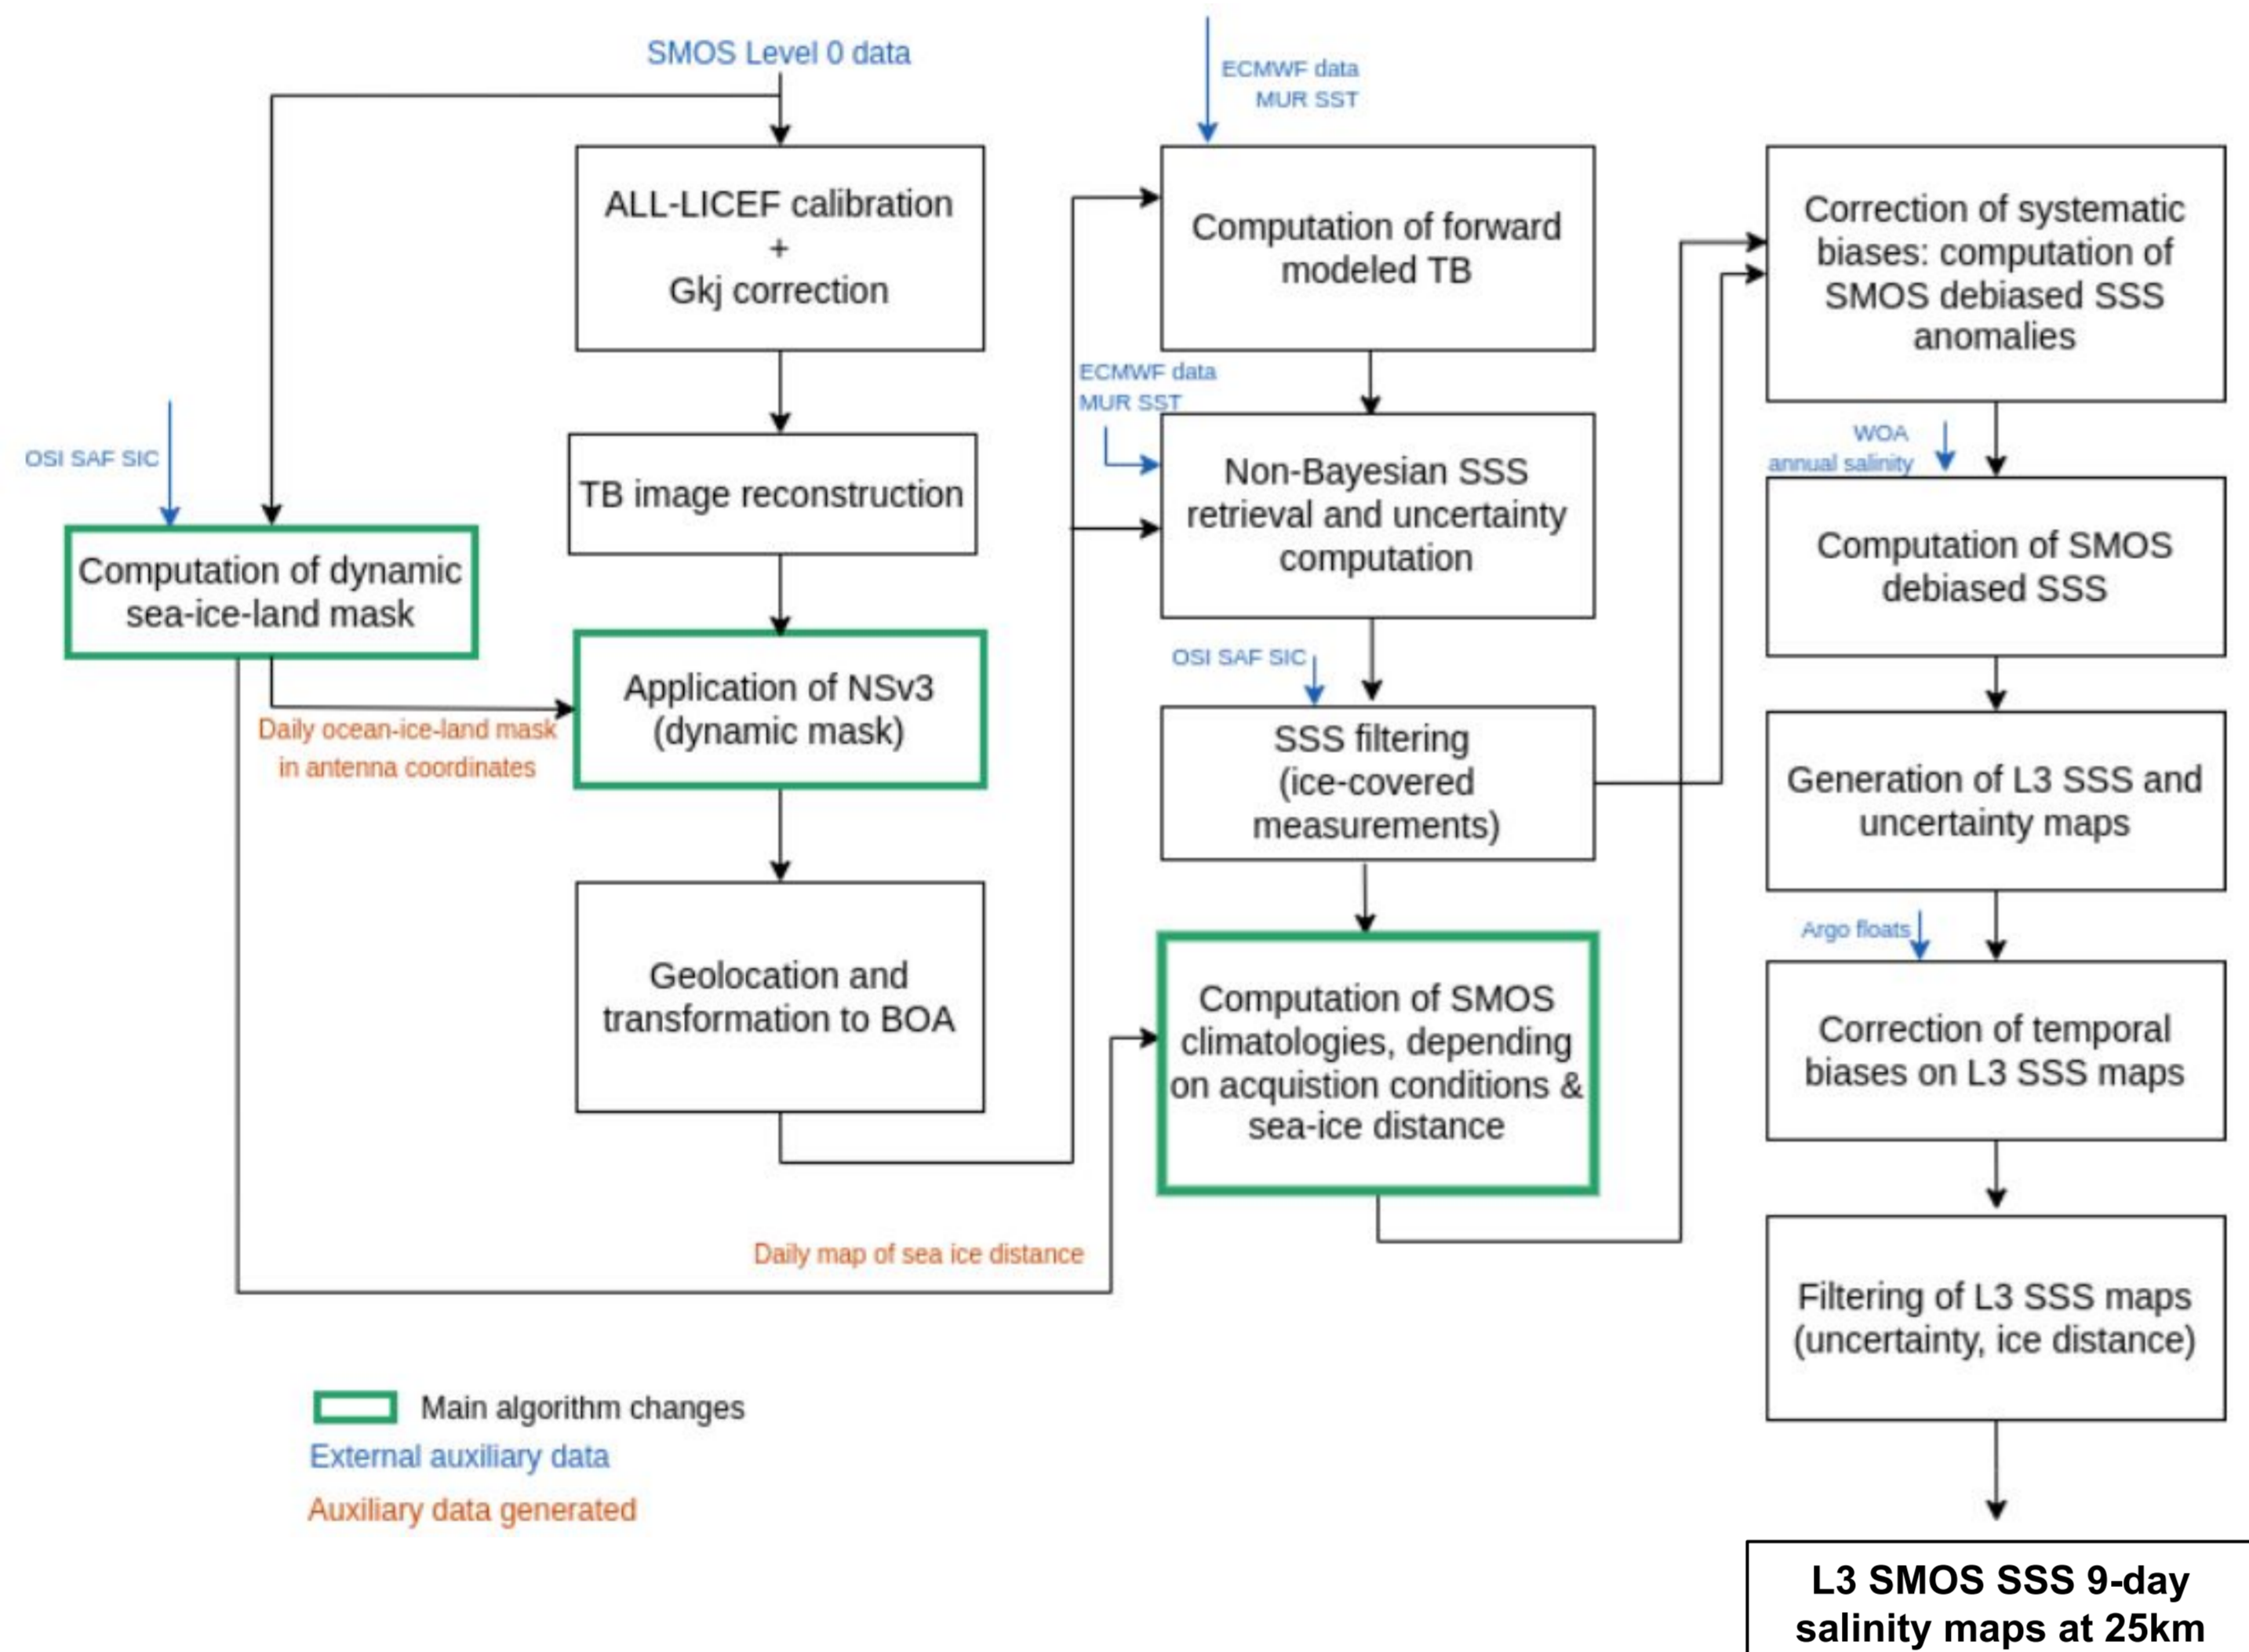 SMOS Level 0 data
ALL-LICEF calibration
+
Gkj correction
TB image reconstruction
OSI SAF SIC
Computation of dynamic
sea-ice-land mask
Daily ocean-ice-land mask
in antenna coordinates
Application of NSv3
(dynamic mask)
Geolocation and
transformation to BOA
Daily map of sea ice distance
ECMWF data
MUR SST
Computation of forward
modeled TB
ECMWF data
MUR SST
Non-Bayesian SSS
retrieval and uncertainty
computation
OSI SAF SIC
SSS filtering
(ice-covered
measurements)
Computation of SMOS
climatologies, depending
on acquistion conditions &
sea-ice distance
Correction of systematic
biases: computation of
SMOS debiased SSS
anomalies
WOA
annual salinity
Computation of SMOS
debiased SSS
Generation of L3 SSS and
uncertainty maps
Argo floats
Correction of temporal
biases on L3 SSS maps
Filtering of L3 SSS maps
(uncertainty, ice distance)
L3 SMOS SSS 9-day
salinity maps at 25km
Main algorithm changes
External auxiliary data
Auxiliary data generated